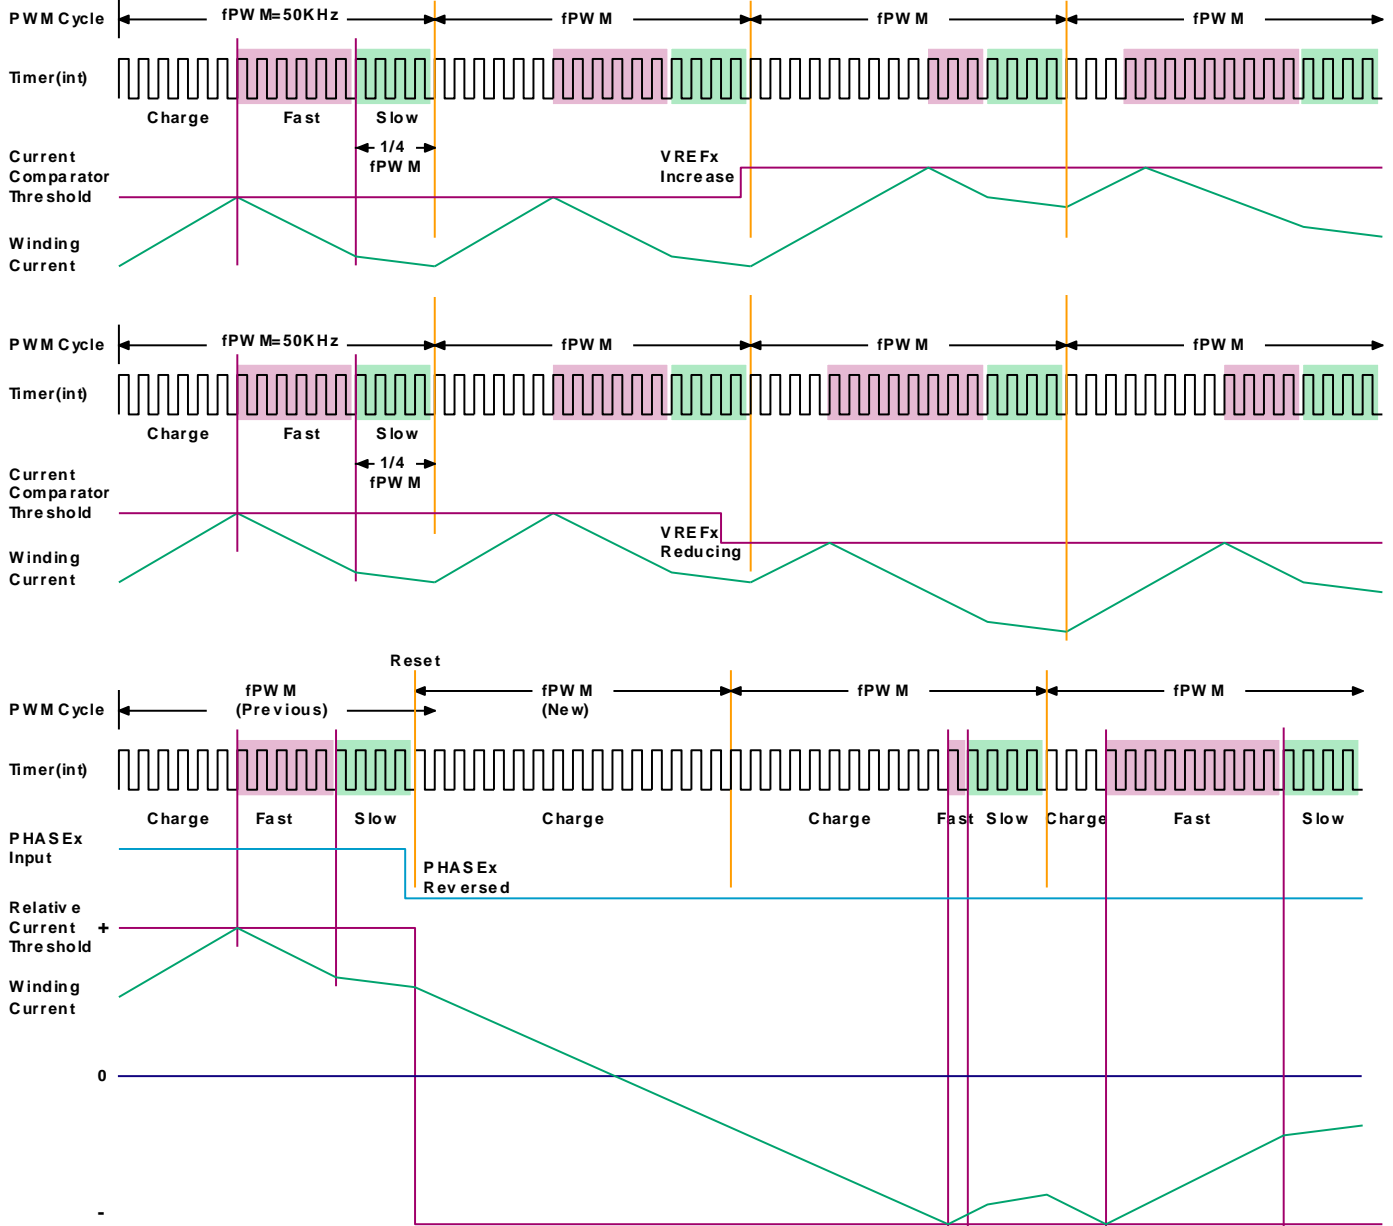 PWM Cycle
fPWM=50KHz
fPWM
fPWM
fPWM
Timer(int)
Charge
Fast
Slow
1/4
fPWM
Current
Comparator
Threshold
VREFx
Increase
Winding
Current
PWM Cycle
fPWM=50KHz
fPWM
fPWM
fPWM
Timer(int)
Charge
Fast
Slow
1/4
fPWM
Current
Comparator
Threshold
VREFx
Reducing
Winding
Current
Reset
PWM Cycle
fPWM
(Previous)
fPWM
(New)
fPWM
fPWM
Timer(int)
Charge
Fast
Slow
Charge
Charge
Fast
Slow
Charge
Fast
Slow
PHASEx
Input
PHASEx
Reversed
Relative
Current +
Threshold
Winding
Current
0
-